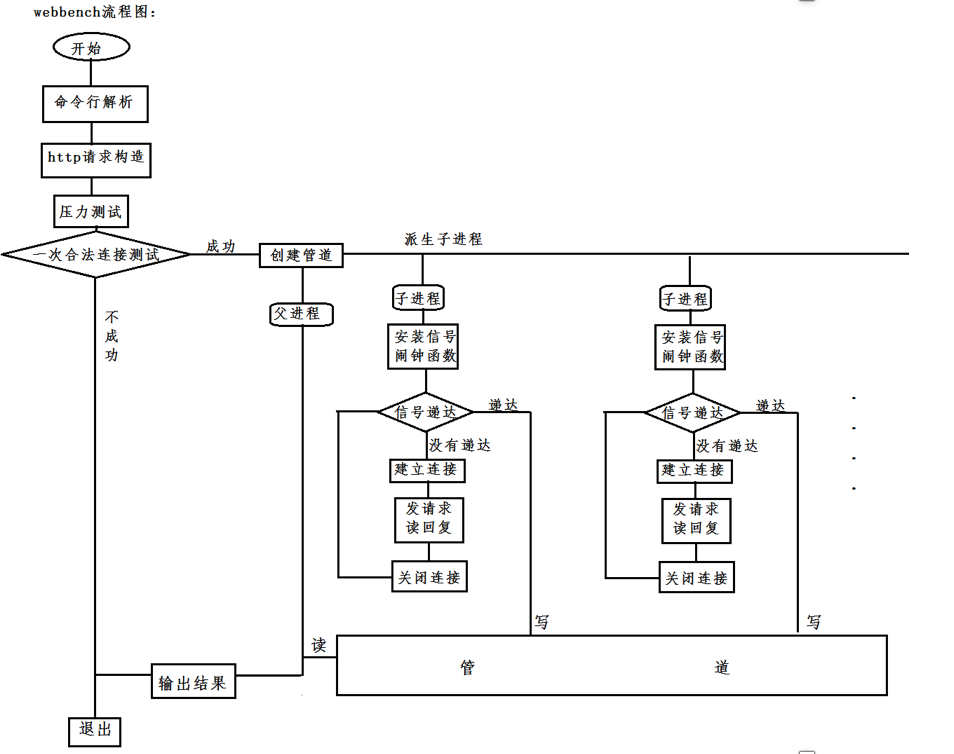 webbench流程图：
开始
命令行解析
http请求构造
压力测试
一次合法连接测试
成功
创建管道
派生子进程
不
成
功
父进程
子进程
安装信号
闹钟函数
信号递达
递达
没有递达
建立连接
发请求
读回复
关闭连接
写
子进程
安装信号
闹钟函数
信号递达
递达
没有递达
建立连接
发请求
读回复
关闭连接
写
读
管 道
输出结果
退出